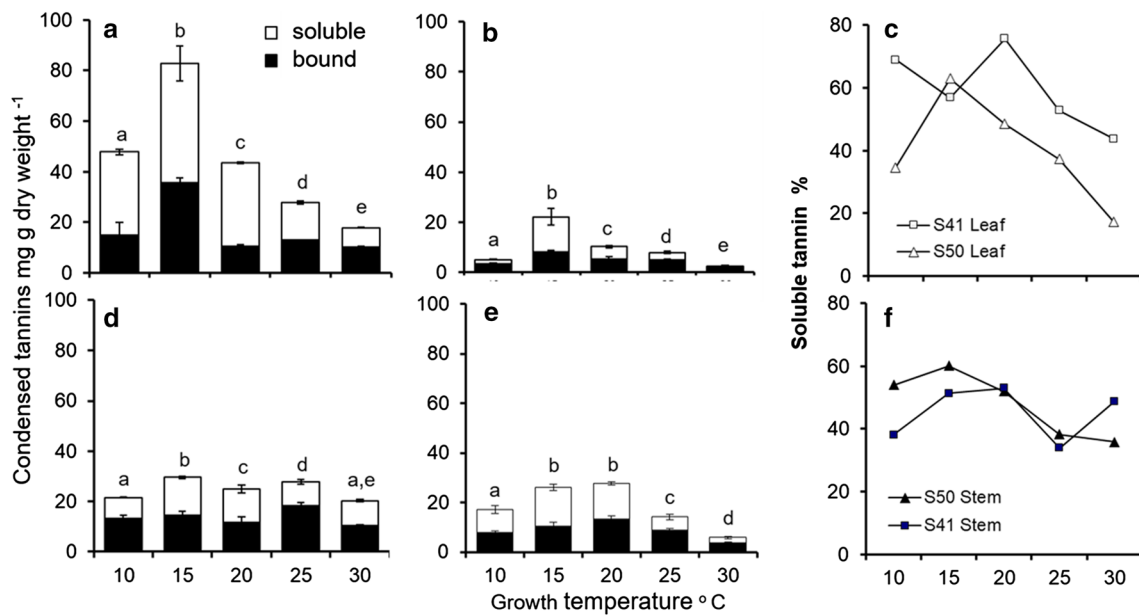 a
soluble
bound
100
80
60
40
20
0
a
b
c
d
e
b
100
80
60
40
20
0
a
b
c
d
e
c
80
60
40
20
0
S41 Leaf
S50 Leaf
Condensed tannins mg g dry weight -1
Soluble tannin %
d
100
80
60
40
20
0
a
b
c
d
a,e
10 15 20 25 30
e
100
80
60
40
20
0
a
b
b
c
d
10 15 20 25 30
f
80
60
40
20
0
S50 Stem
S41 Stem
10 15 20 25 30
Growth temperature º C